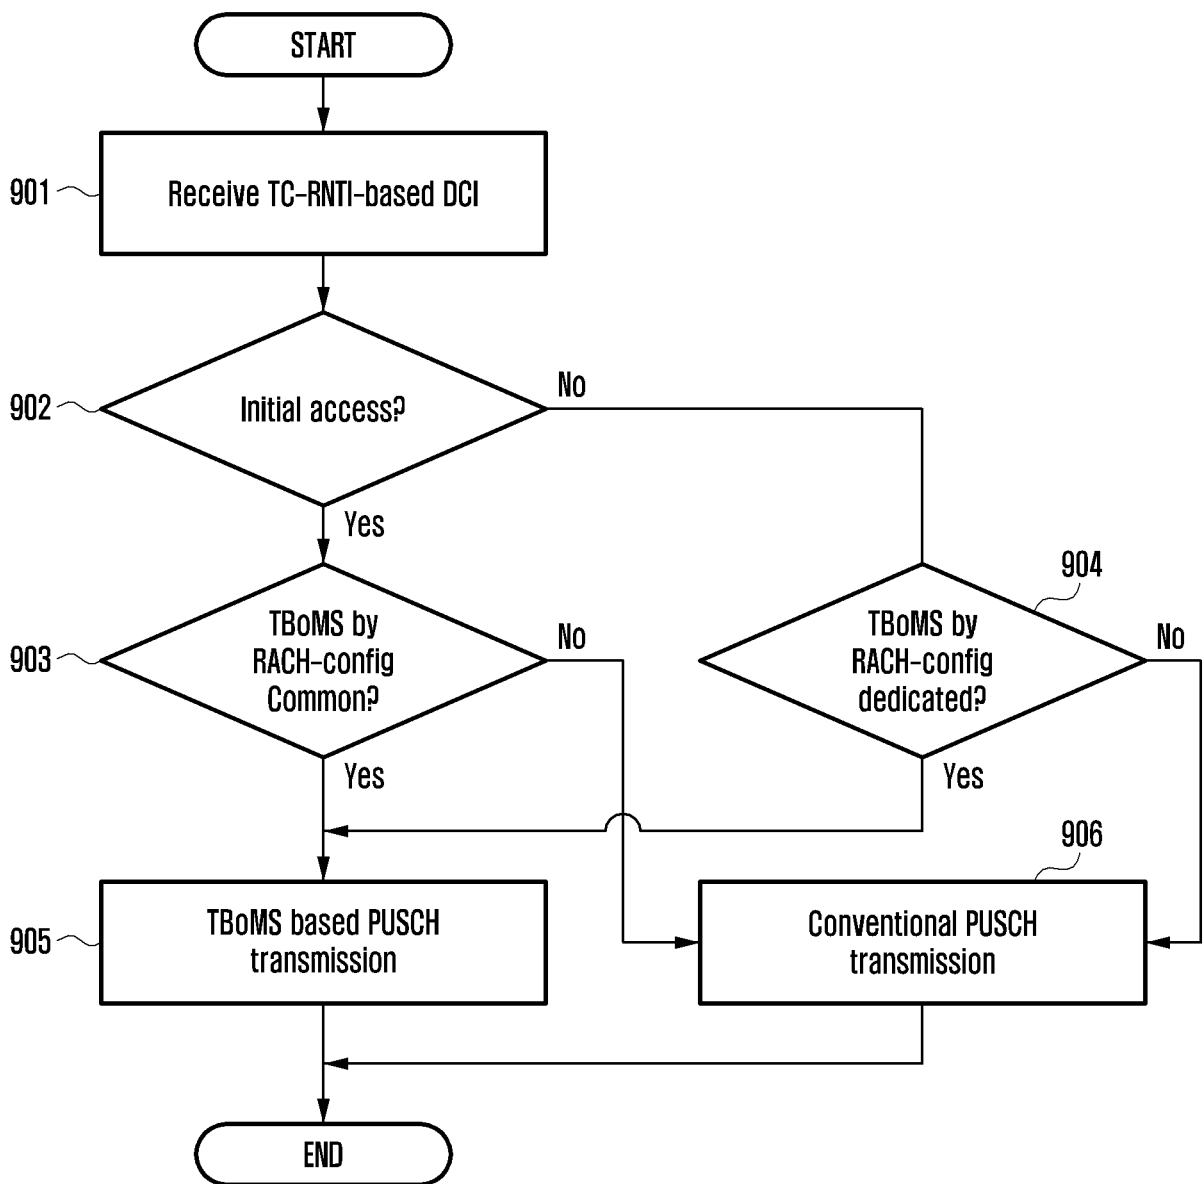 START
901
Receive TC-RNTI-based DCI
902
Initial access?
No
Yes
904
903
TBoMS by
RACH-config
Common?
No
TBoMS by
RACH-config
dedicated?
No
Yes
Yes
906
905
TBoMS based PUSCH
transmission
Conventional PUSCH
transmission
END